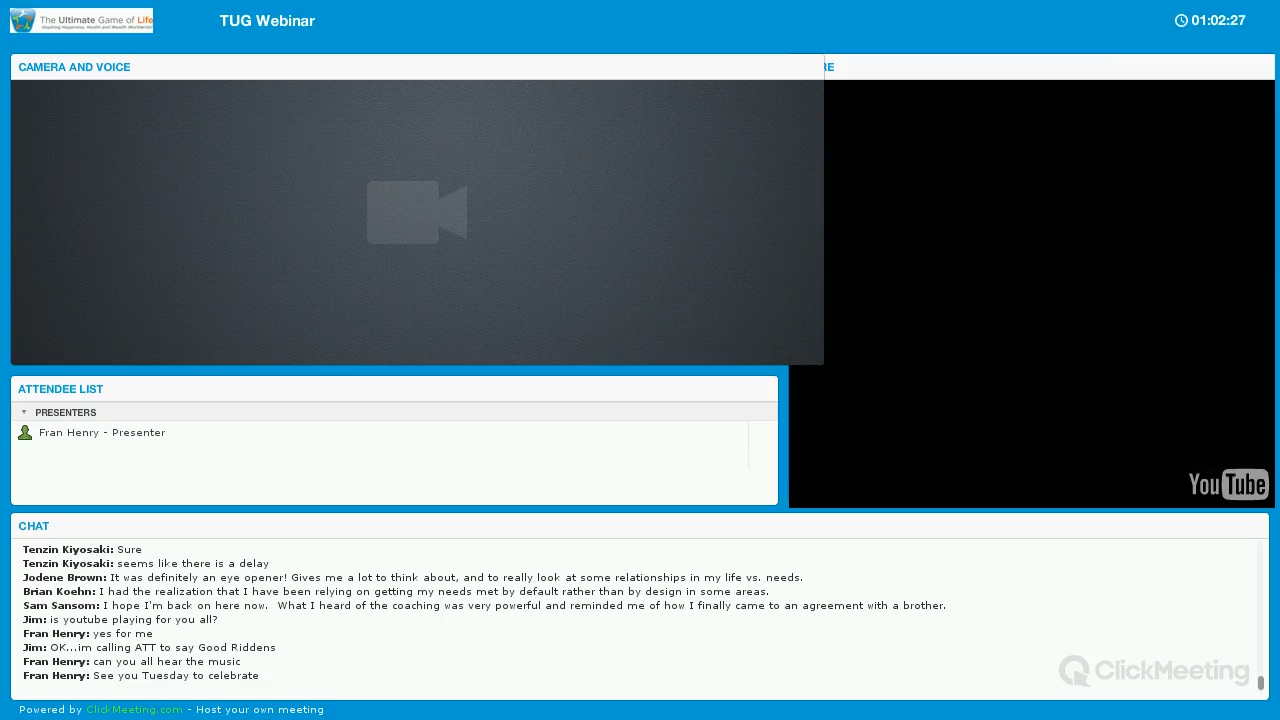 The Ultimate Game of Life
Inspiring Happiness, Health and Wealth Worldwide!
TUG Webinar
01:02:27
CAMERA AND VOICE
RE
ATTENDEE LIST
PRESENTERS
Fran Henry - Presenter
YouTube
CHAT
Tenzin Kiyosaki: Sure
Tenzin Kiyosaki: seems like there is a delay
Jodene Brown: It was definitely an eye opener! Gives me a lot to think about, and to really look at some relationships in my life vs. needs.
Brian Koehn: I had the realization that I have been relying on getting my needs met by default rather than by design in some areas.
Sam Sansom: I hope I'm back on here now.  What I heard of the coaching was very powerful and reminded me of how I finally came to an agreement with a brother.
Jim: is youtube playing for you all?
Fran Henry: yes for me
Jim: OK...im calling ATT to say Good Riddens
Fran Henry: can you all hear the music
Fran Henry: See you Tuesday to celebrate
ClickMeeting
Powered by ClickMeeting.com - Host your own meeting